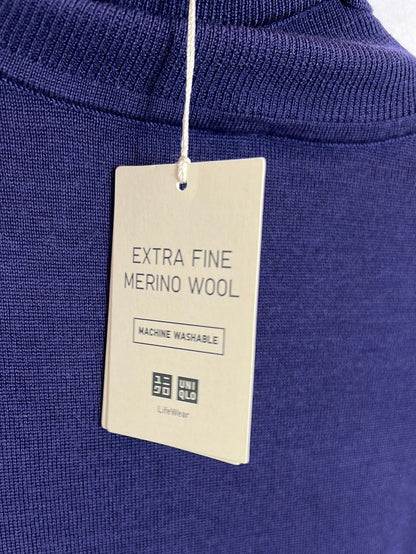 EXTRA FINE
MERINO WOOL
MACHINE WASHABLE
ユニ UNI
クロ QLO
LifeWear